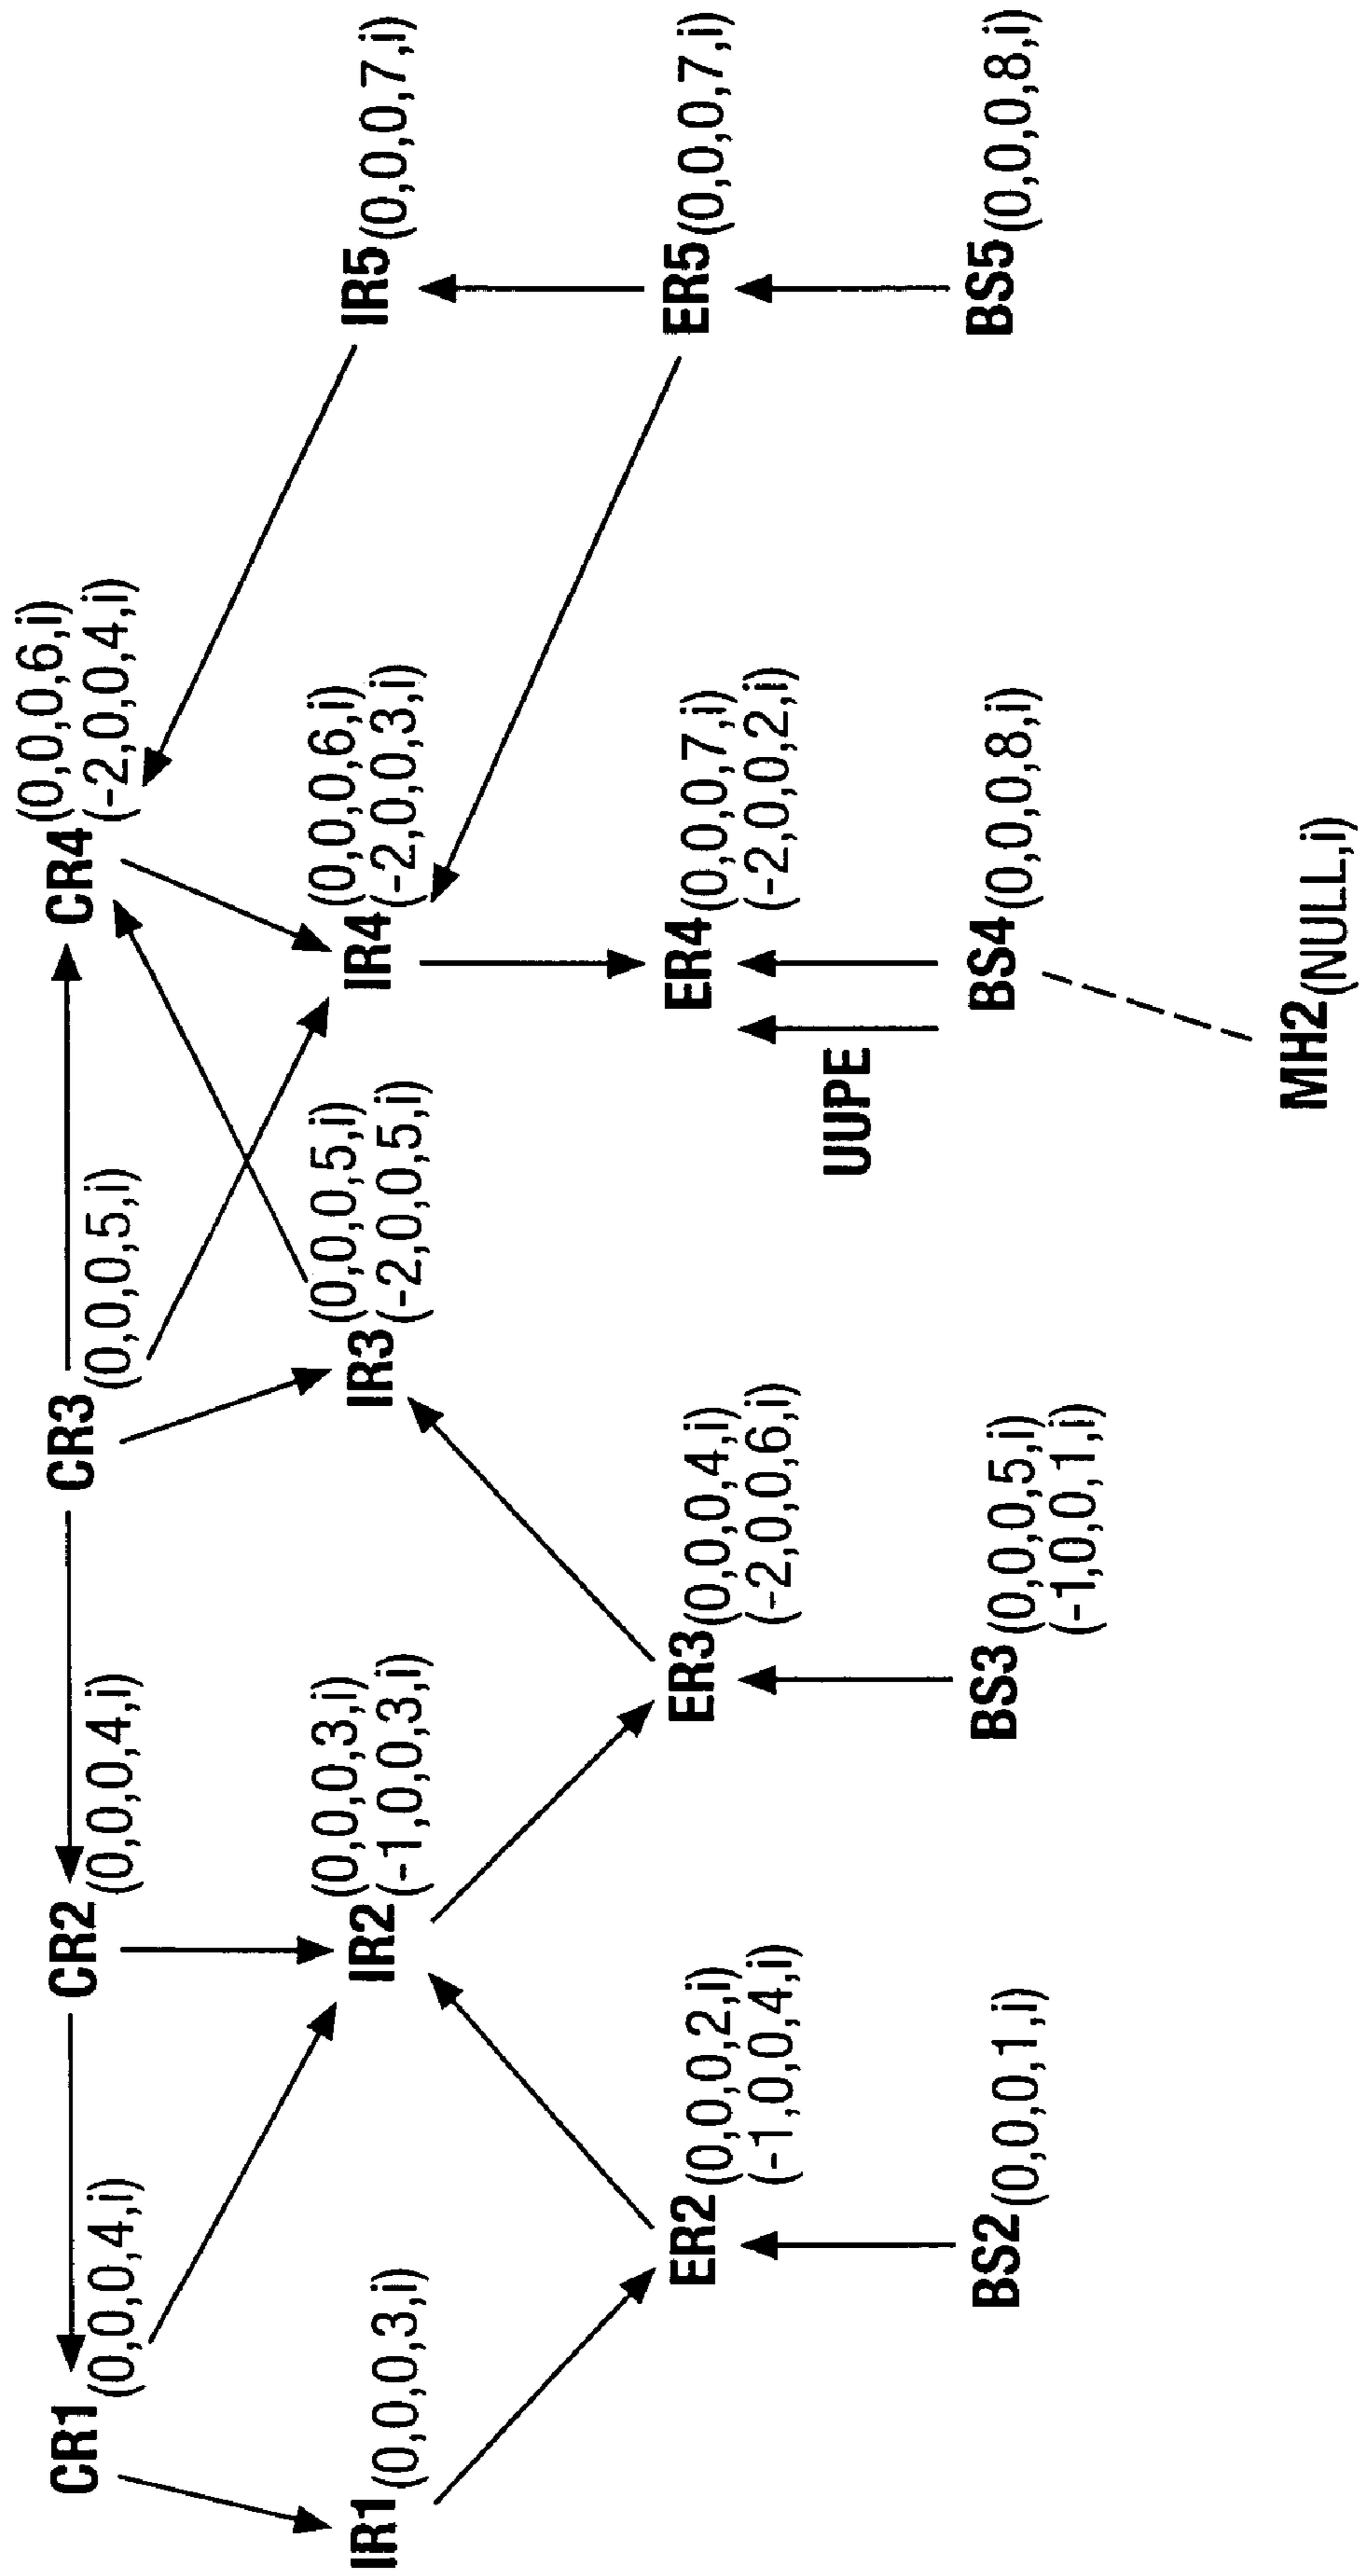 CR1(0,0,0,4,i)
CR2(0,0,0,4,i)
CR3(0,0,0,5,i)
CR4(0,0,0,6,i)
(-2,0,0,4,i)
IR1(0,0,0,3,i)
IR2(0,0,0,3,i)
(-1,0,0,3,i)
IR3(0,0,0,5,i)
(-2,0,0,5,i)
IR4(0,0,0,6,i)
(-2,0,0,3,i)
IR5(0,0,0,7,i)
ER2(0,0,0,2,i)
(-1,0,0,4,i)
ER3(0,0,0,4,i)
(-2,0,0,6,i)
ER4(0,0,0,7,i)
(-2,0,0,2,i)
ER5(0,0,0,7,i)
UUPE
BS2(0,0,0,1,i)
BS3(0,0,0,5,i)
(-1,0,0,1,i)
BS4(0,0,0,8,i)
BS5(0,0,0,8,i)
MH2(NULL,i)